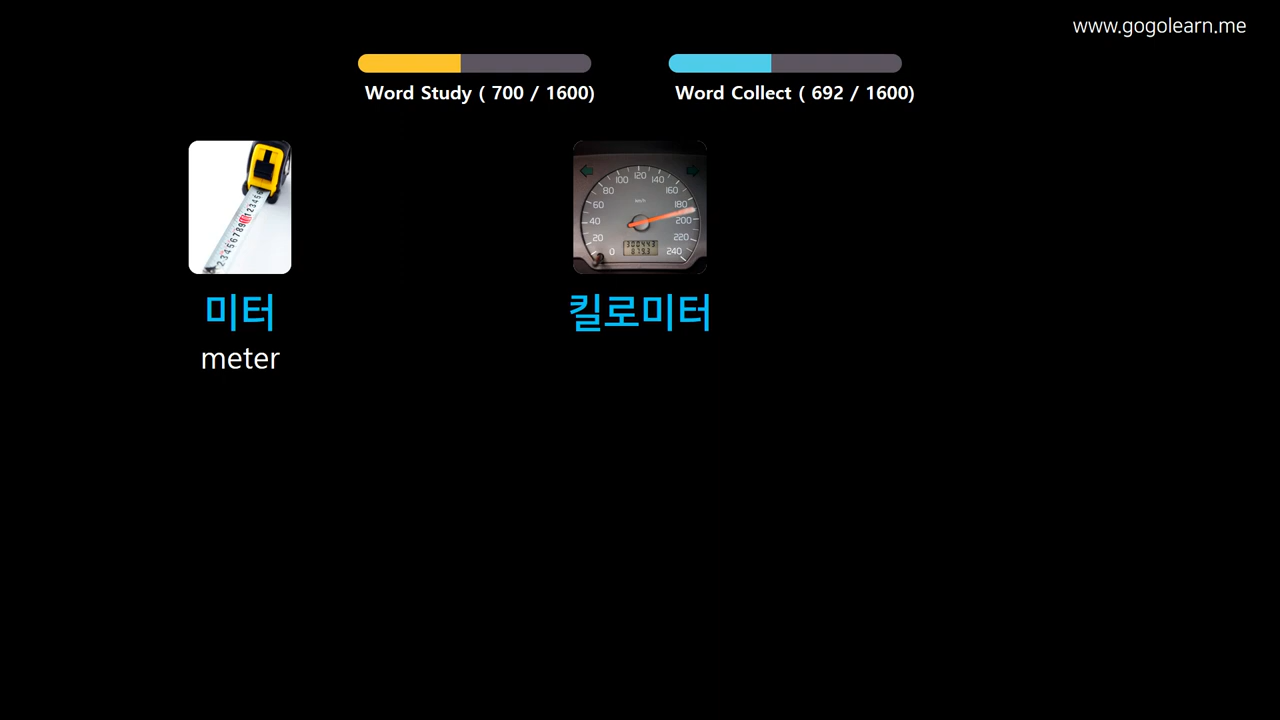 www.gogolearn.me
Word Study ( 700 / 1600)
Word Collect ( 692 / 1600)
미터
킬로미터
meter